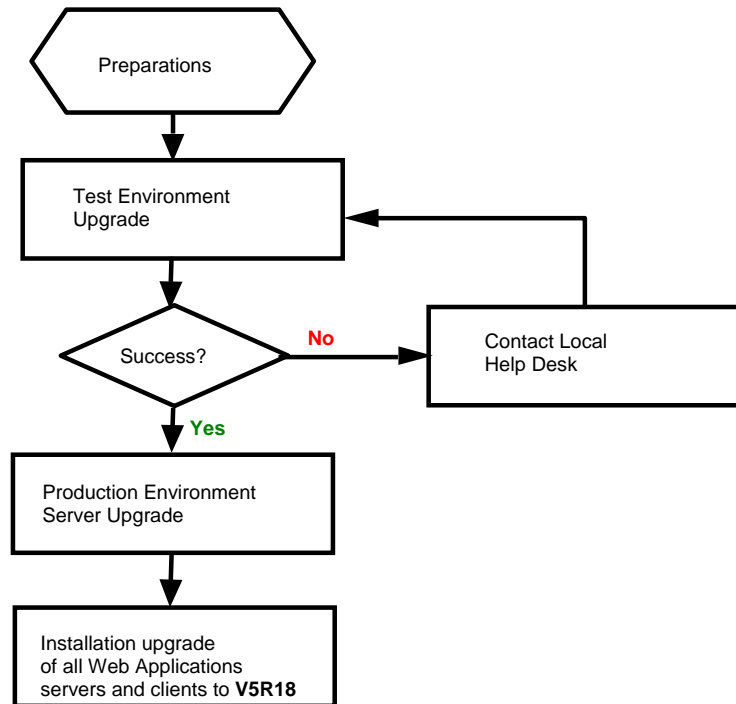 Preparations
Test Environment
Upgrade
Success?
No
Contact Local
Help Desk
Yes
Production Environment
Server Upgrade
Installation upgrade
of all Web Applications
servers and clients to V5R18